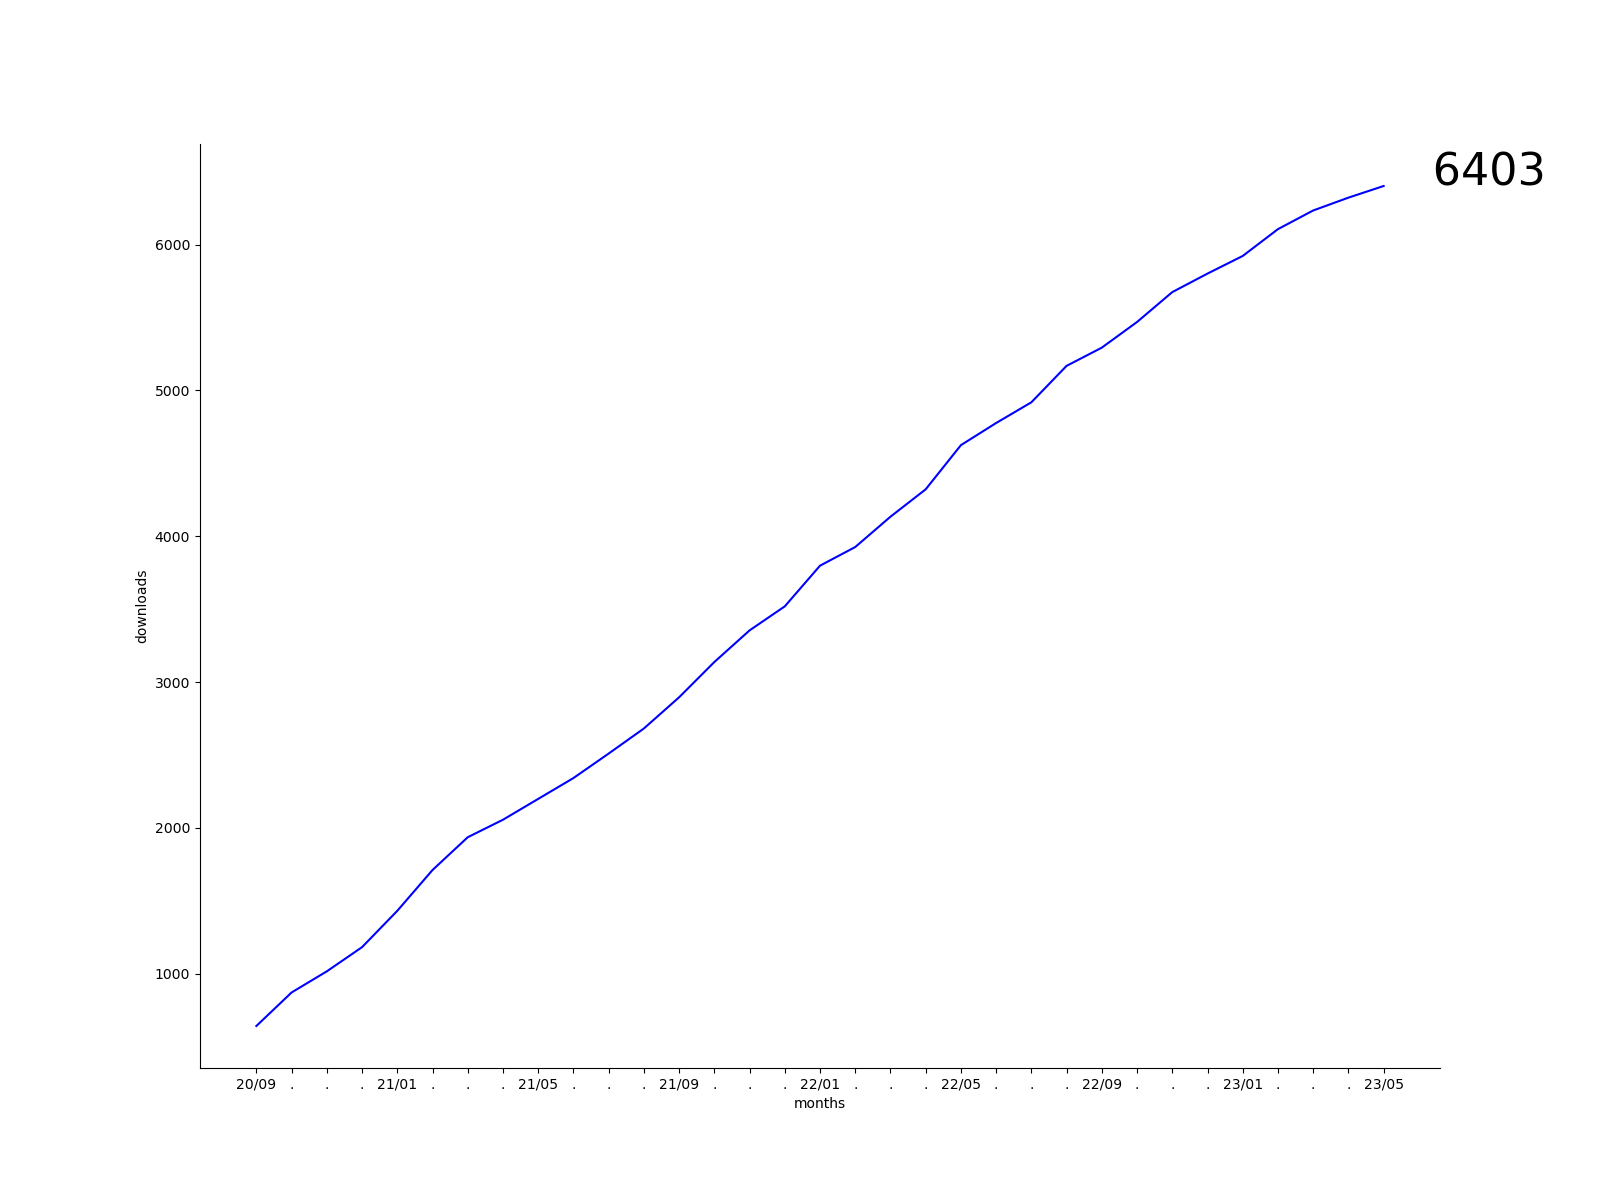 6403
6000
5000
4000
3000
2000
1000
downloads
20/09 . . . 21/01 . . . 21/05 . . . 21/09 . . . 22/01 . . . 22/05 . . . 22/09 . . . 23/01 . . . 23/05
months